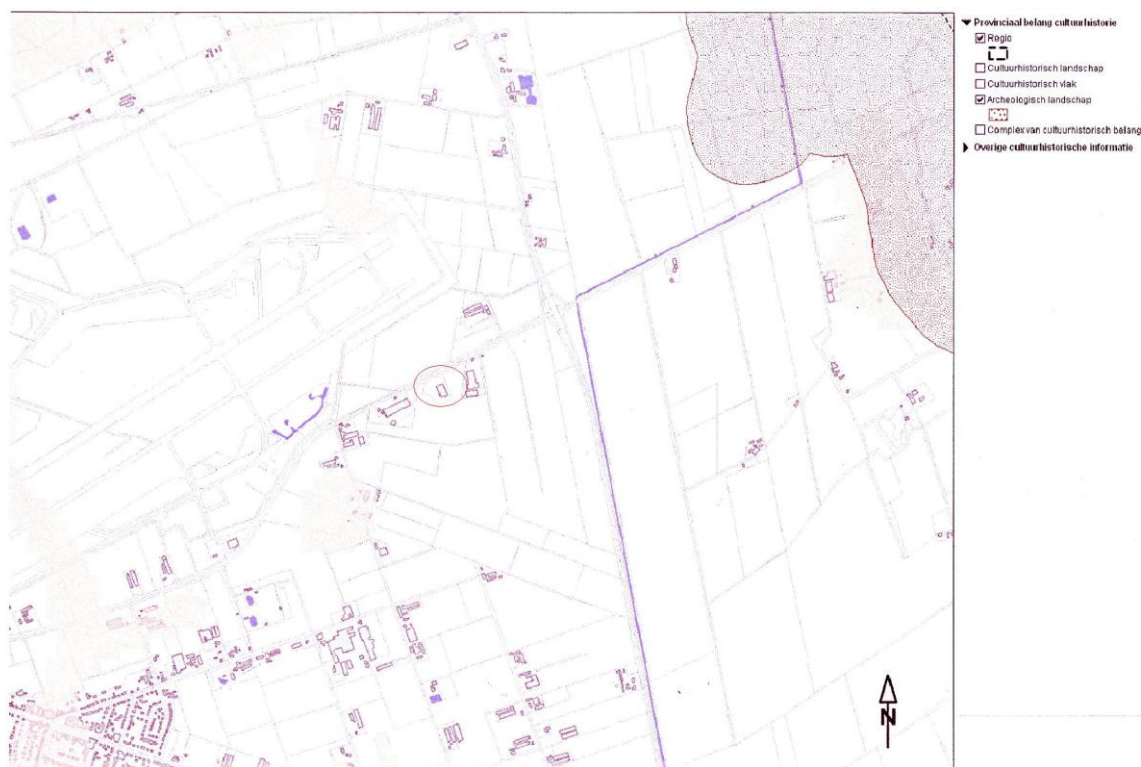 Provinciaal belang cultuurhistorie
Regio
Cultuurhistorisch landschap
Cultuurhistorisch vlak
Archeologisch landschap
Complex van cultuurhistorisch belang
Overige cultuurhistorische informatie
N